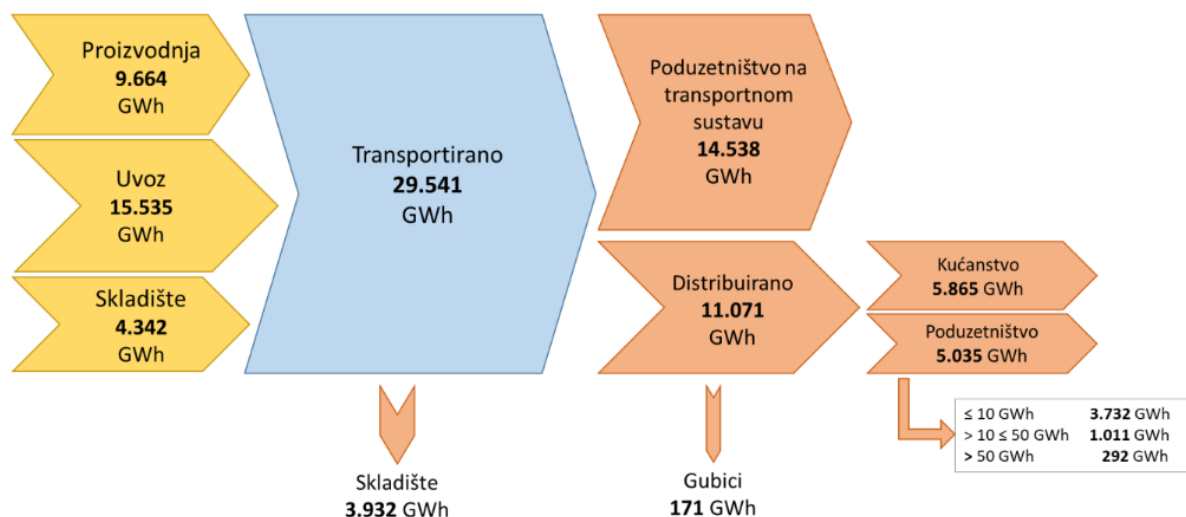 Proizvodnja
9.664
GWh
Uvoz
15.535
GWh
Skladište
4.342
GWh
Transportirano
29.541
GWh
Poduzetništvo na
transportnom
sustavu
14.538
GWh
Distribuirano
11.071
GWh
Kućanstvo
5.865 GWh
Poduzetništvo
5.035 GWh
≤ 10 GWh 3.732 GWh
> 10 ≤ 50 GWh 1.011 GWh
> 50 GWh 292 GWh
Skladište
3.932 GWh
Gubici
171 GWh